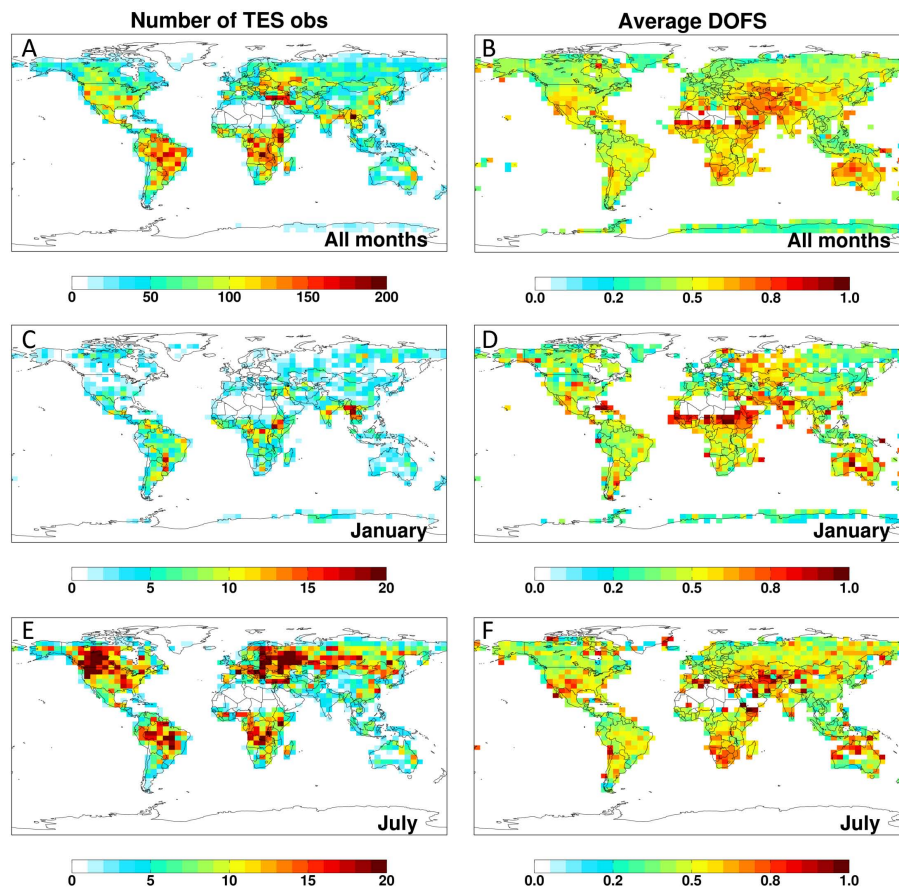 Number of TES obs Average DOFS
A B
All months All months
0 50 100 150 200 0.0 0.2 0.5 0.8 1.0
C D
January January
0 5 10 15 20 0.0 0.2 0.5 0.8 1.0
E F
July July
0 5 10 15 20 0.0 0.2 0.5 0.8 1.0